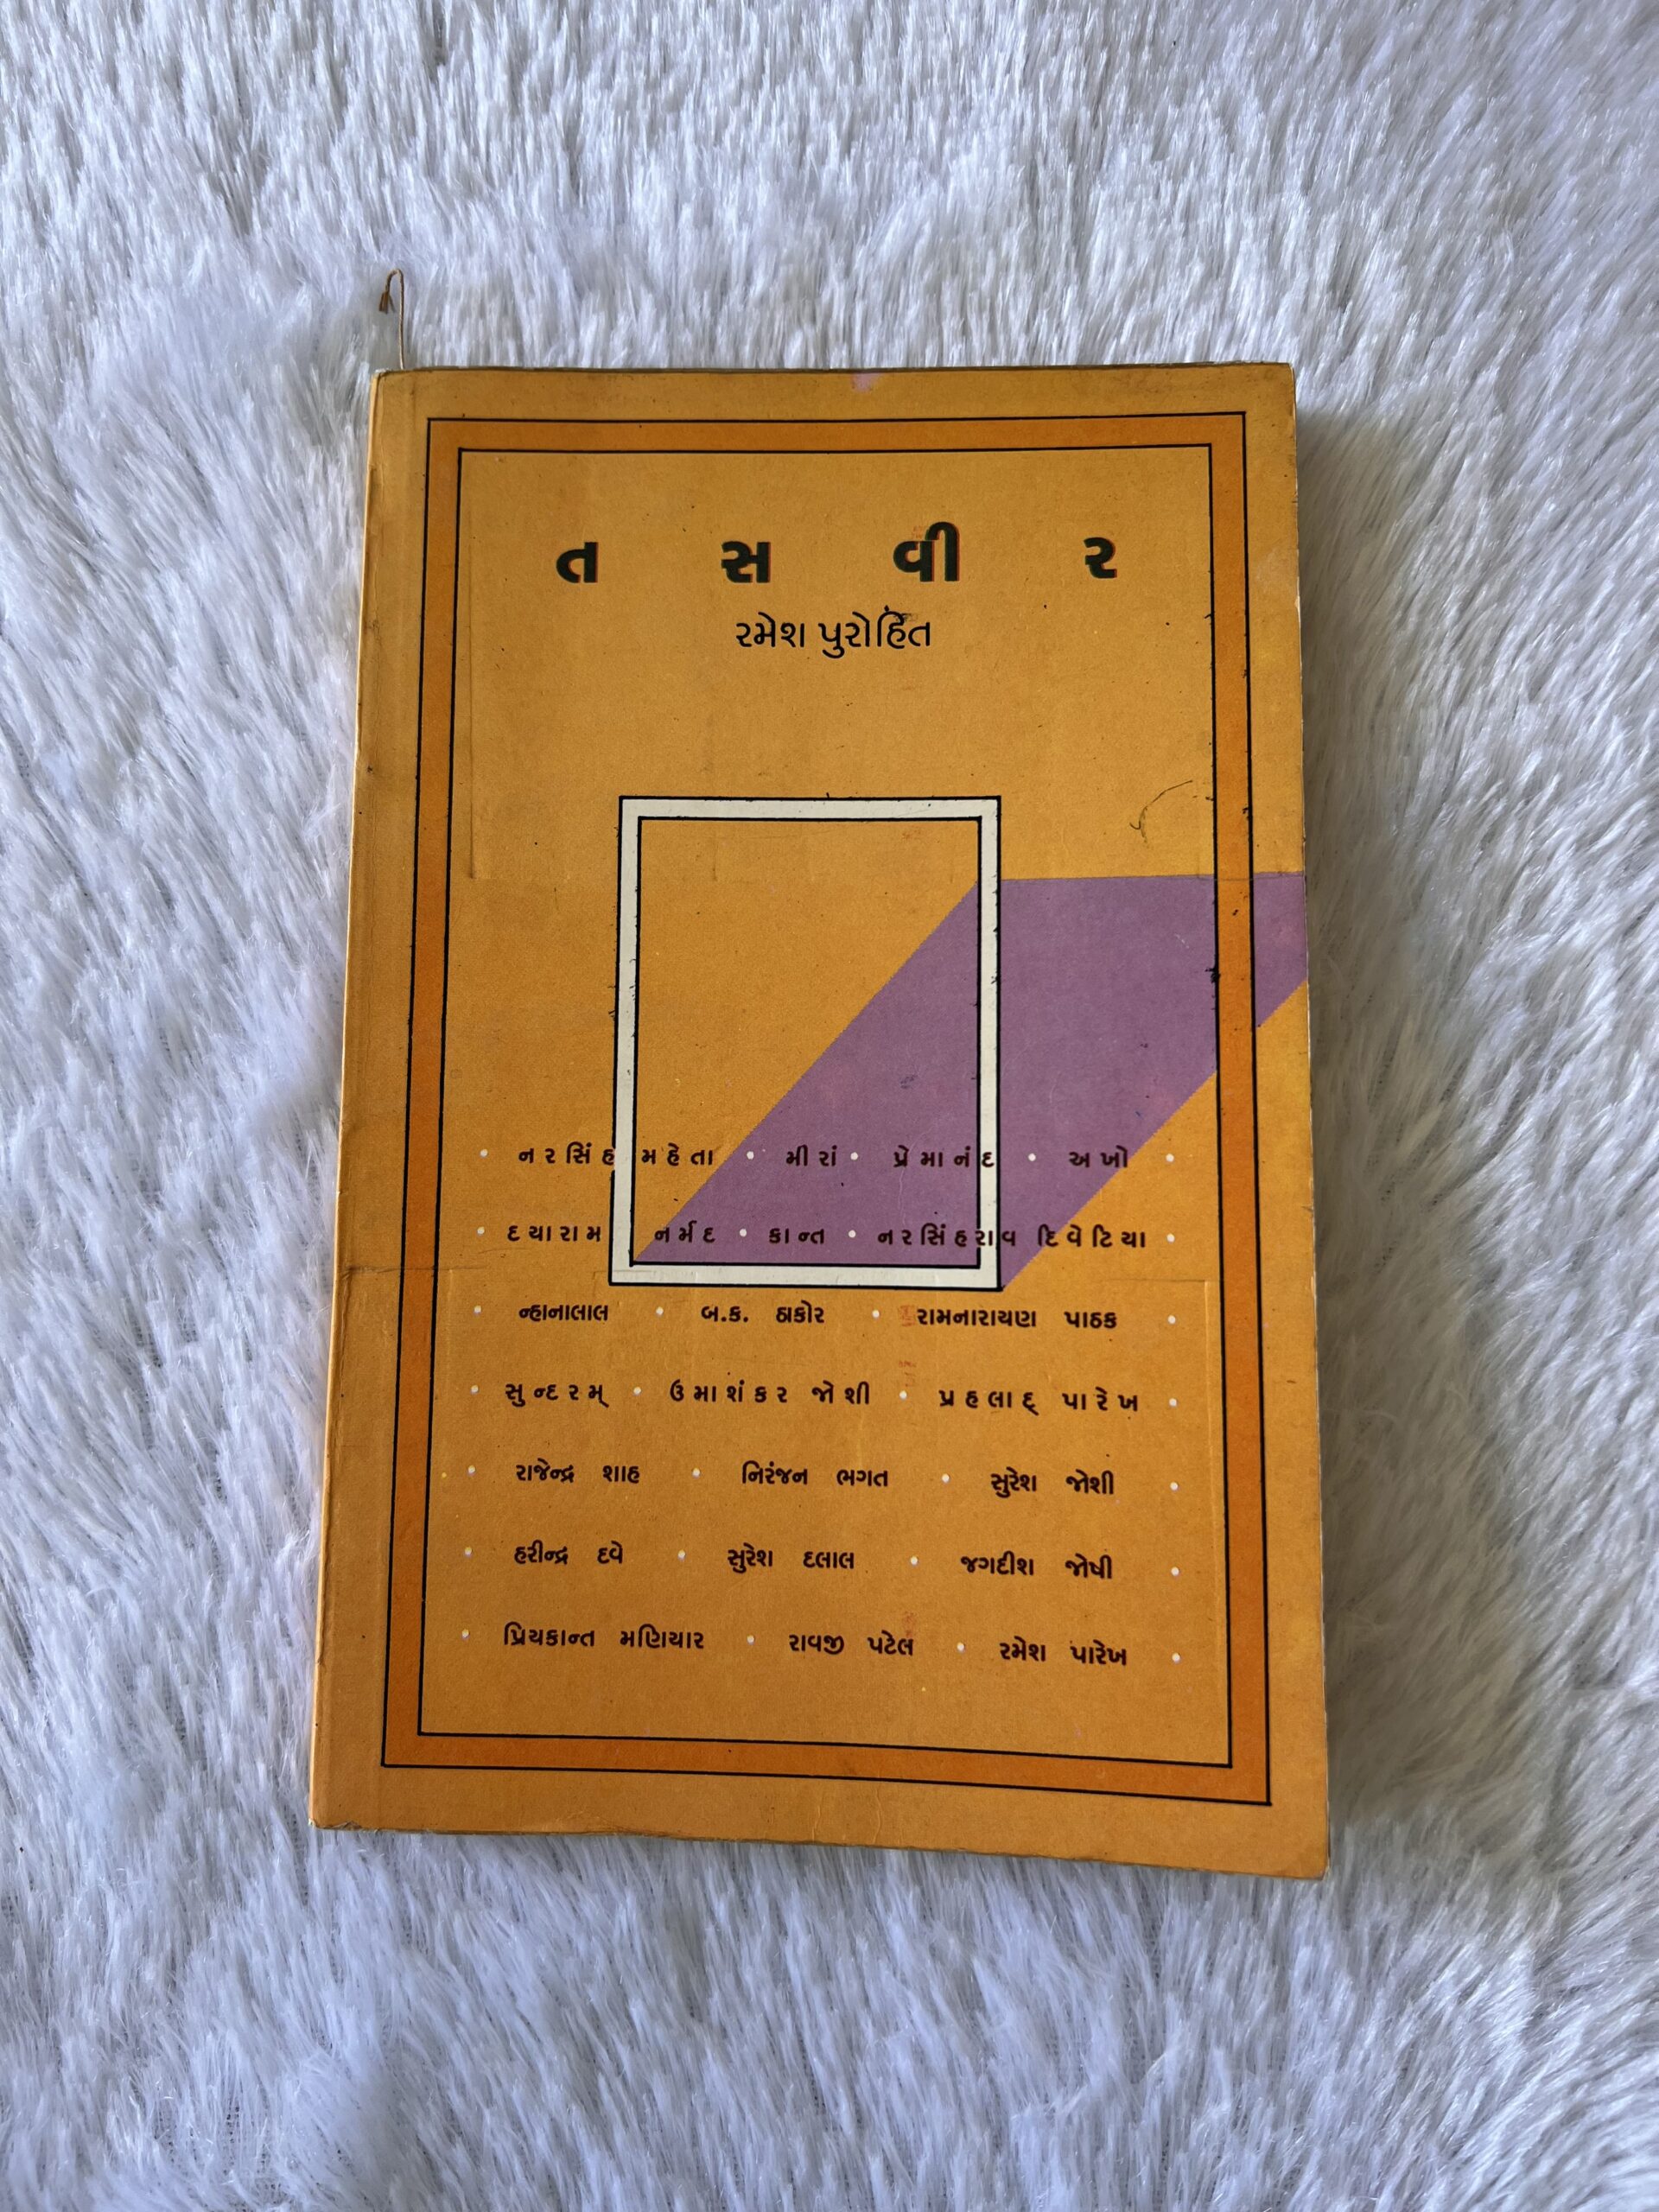 ત સ વી ર
રમેશ પુરોહિત
• નરસિંહ મહેતા • મીરાં • પ્રેમાનંદ • અખો •
• દયારામ નર્મદ • કાન્ત • નરસિંહરાવ દિવેટિયા •
• ન્હાનાલાલ • બ.ક. ઠાકોર • રામનારાયણ પાઠક •
• સુન્દરમ્ • ઉમાશંકર જોશી • પ્રહલાદ્ પારેખ •
• રાજેન્દ્ર શાહ • નિરંજન ભગત • સુરેશ જોશી •
• હરીન્દ્ર દવે • સુરેશ દલાલ • જગદીશ જોષી •
• પ્રિયકાન્ત મણિયાર • રાવજી પટેલ • રમેશ પારેખ •